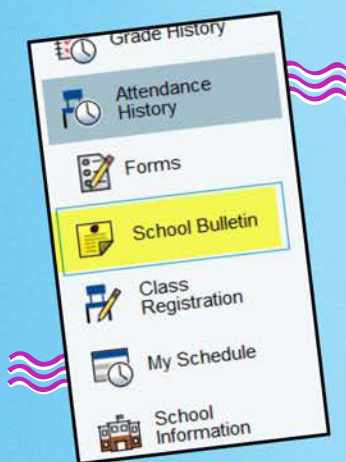 Grade History
Attendance
History
Forms
School Bulletin
Class
Registration
My Schedule
School
Information